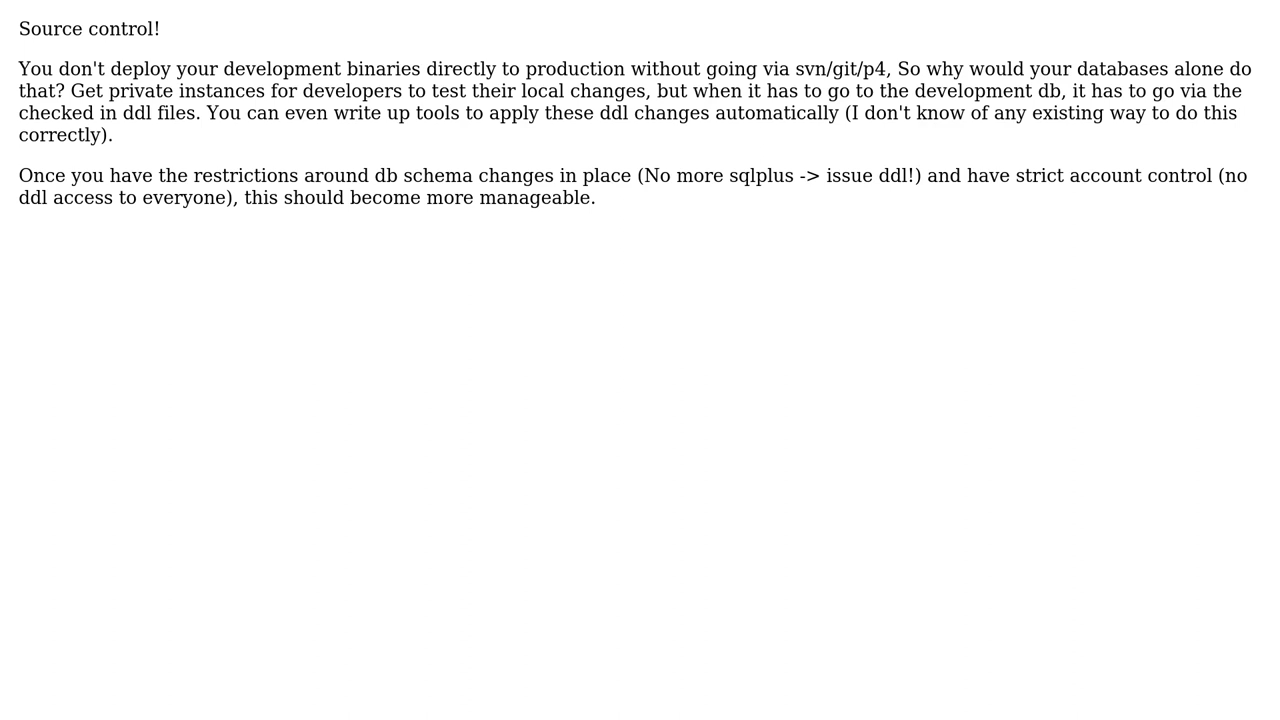 Source control!
You don't deploy your development binaries directly to production without going via svn/git/p4, So why would your databases alone do
that? Get private instances for developers to test their local changes, but when it has to go to the development db, it has to go via the
checked in ddl files. You can even write up tools to apply these ddl changes automatically (I don't know of any existing way to do this
correctly).
Once you have the restrictions around db schema changes in place (No more sqlplus -> issue ddl!) and have strict account control (no
ddl access to everyone), this should become more manageable.